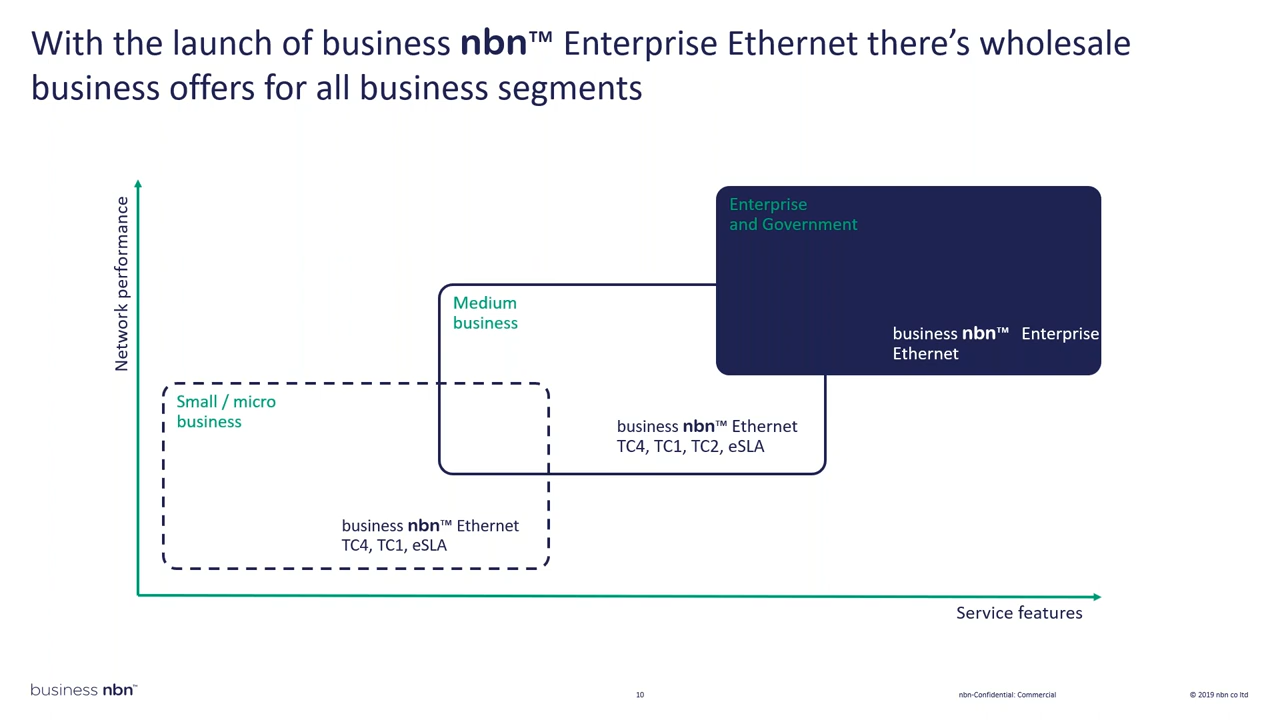 With the launch of business nbn™ Enterprise Ethernet there’s wholesale
business offers for all business segments
Network performance
Enterprise
and Government
business nbn™ Enterprise
Ethernet
Medium
business
business nbn™ Ethernet
TC4, TC1, TC2, eSLA
Small / micro
business
business nbn™ Ethernet
TC4, TC1, eSLA
Service features
business nbn™
10
nbn-Confidential: Commercial
© 2019 nbn co ltd